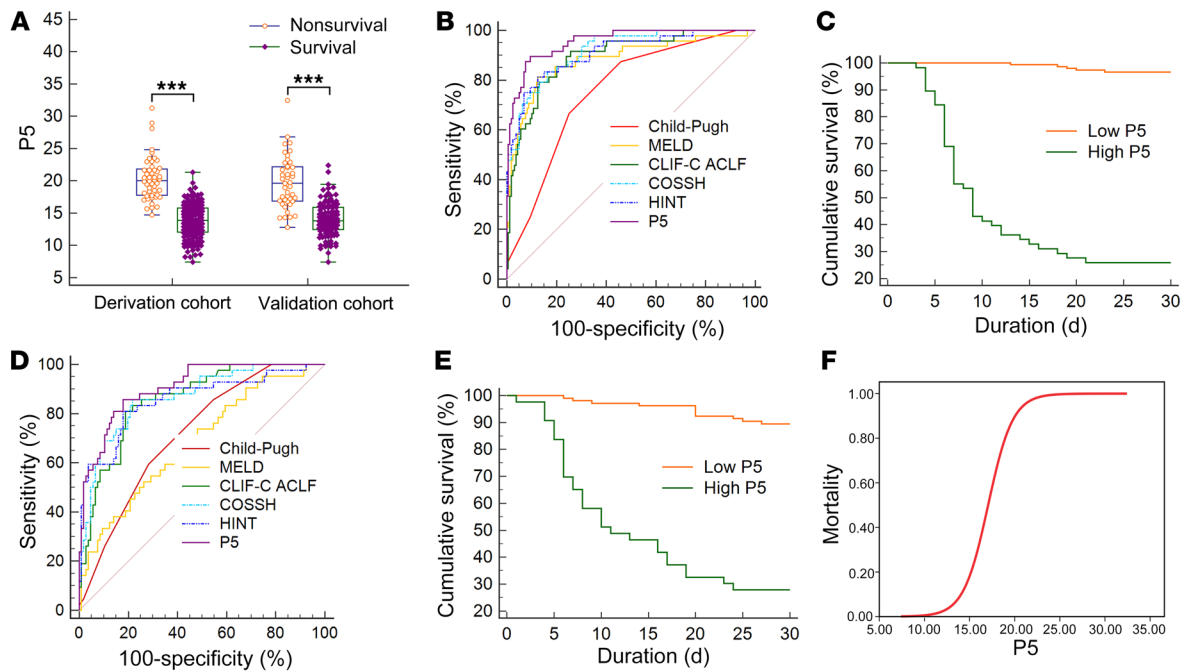 A
P5
45
40
35
30
25
20
15
10
5
Nonsurvival
Survival
***
***
Derivation cohort
Validation cohort
B
Sensitivity (%)
100
80
60
40
20
0
Child-Pugh
MELD
CLIF-C ACLF
COSSH
HINT
P5
0 20 40 60 80 100
100-specificity (%)
C
Cumulative survival (%)
100
90
80
70
60
50
40
30
20
Low P5
High P5
0 5 10 15 20 25 30
Duration (d)
D
Sensitivity (%)
100
80
60
40
20
0
Child-Pugh
MELD
CLIF-C ACLF
COSSH
HINT
P5
0 20 40 60 80 100
100-specificity (%)
E
Cumulative survival (%)
100
90
80
70
60
50
40
30
20
Low P5
High P5
0 5 10 15 20 25 30
Duration (d)
F
Mortality
1.00
0.80
0.60
0.40
0.20
0.00
5.00 10.00 15.00 20.00 25.00 30.00 35.00
P5